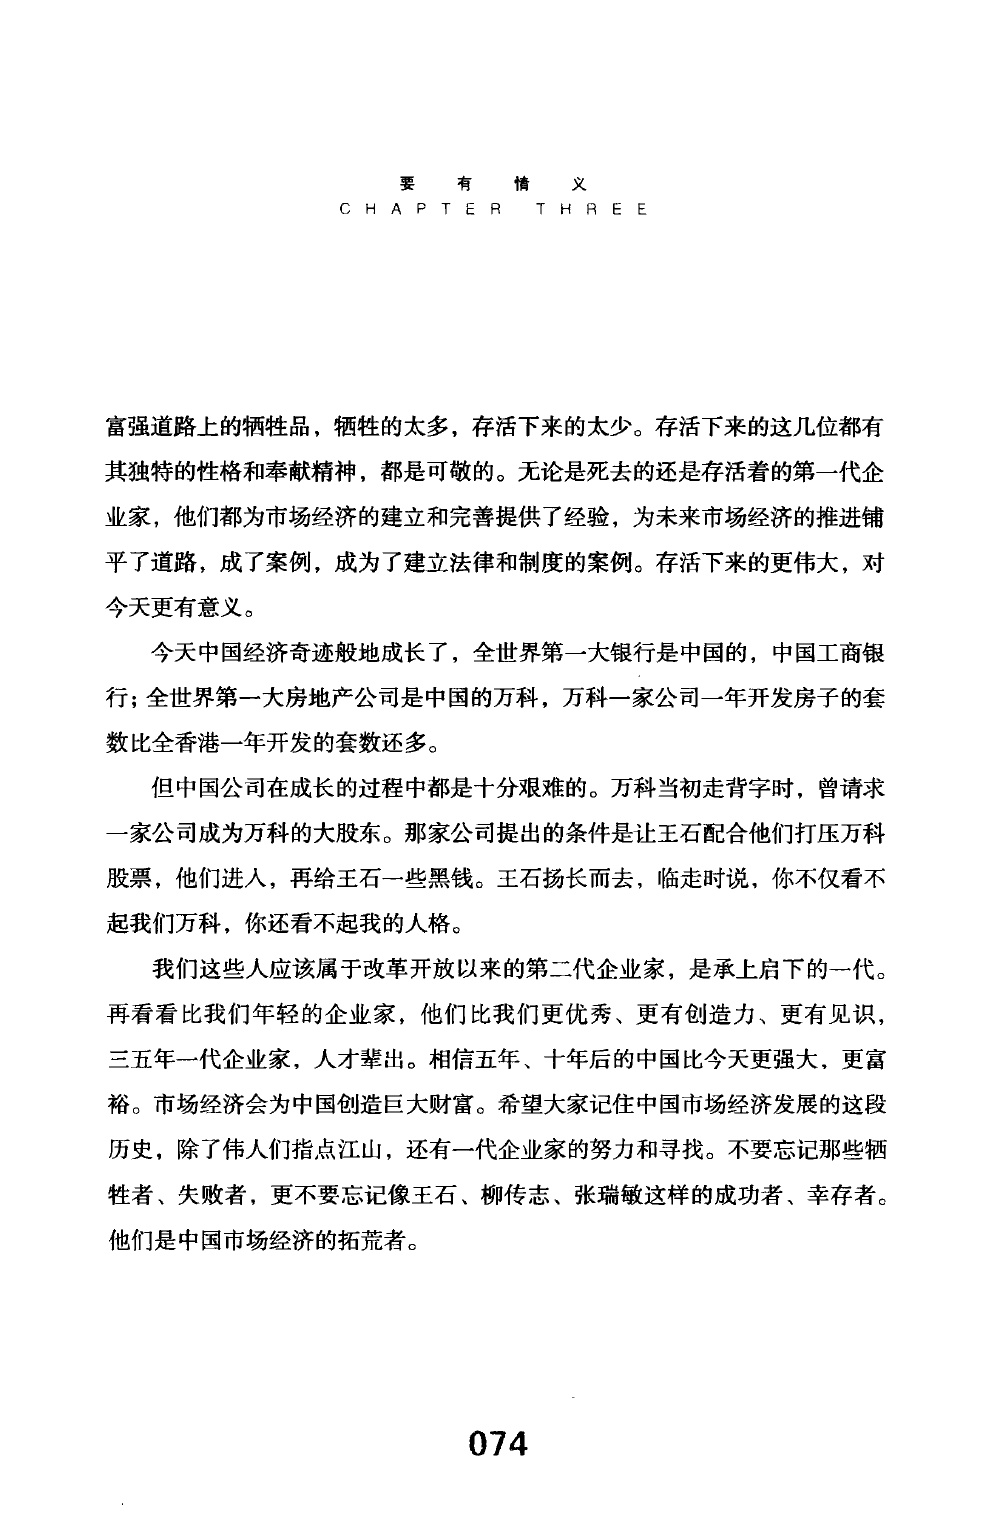 要有情义
CHAPTER THREE
富强道路上的牺牲品，牺牲的太多，存活下来的太少。存活下来的这几位都有
其独特的性格和奉献精神，都是可敬的。无论是死去的还是存活着的第一代企
业家，他们都为市场经济的建立和完善提供了经验，为未来市场经济的推进铺
平了道路，成了案例，成为了建立法律和制度的案例。存活下来的更伟大，对
今天更有意义。
今天中国经济奇迹般地成长了，全世界第一大银行是中国的，中国工商银
行；全世界第一大房地产公司是中国的万科，万科一家公司一年开发房子的套
数比全香港一年开发的套数还多。
但中国公司在成长的过程中都是十分艰难的。万科当初走背字时，曾请求
一家公司成为万科的大股东。那家公司提出的条件是让王石配合他们打压万科
股票，他们进人，再给王石一些黑钱。王石扬长而去，临走时说，你不仅看不
起我们万科，你还看不起我的人格。
我们这些人应该属于改革开放以来的第二代企业家，是承上启下的一代。
再看看比我们年轻的企业家，他们比我们更优秀、更有创造力、更有见识，
三五年一代企业家，人才辈出。相信五年、十年后的中国比今天更强大，更富
裕。市场经济会为中国创造巨大财富。希望大家记住中国市场经济发展的这段
历史，除了伟人们指点江山，还有一代企业家的努力和寻找。不要忘记那些牺
牲者、失败者，更不要忘记像王石、柳传志、张瑞敏这样的成功者、幸存者。
他们是中国市场经济的拓荒者。
074